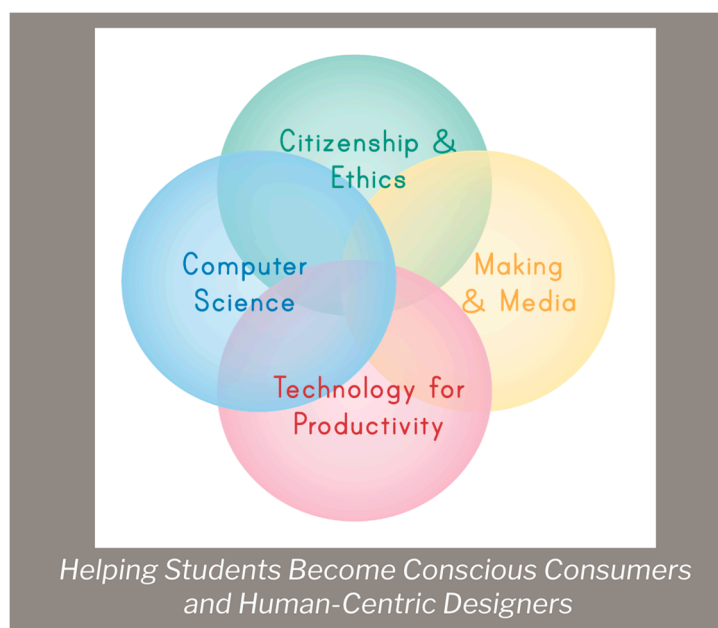 Citizenship &
Ethics
Computer
Science
Making
& Media
Technology for
Productivity
Helping Students Become Conscious Consumers
and Human-Centric Designers